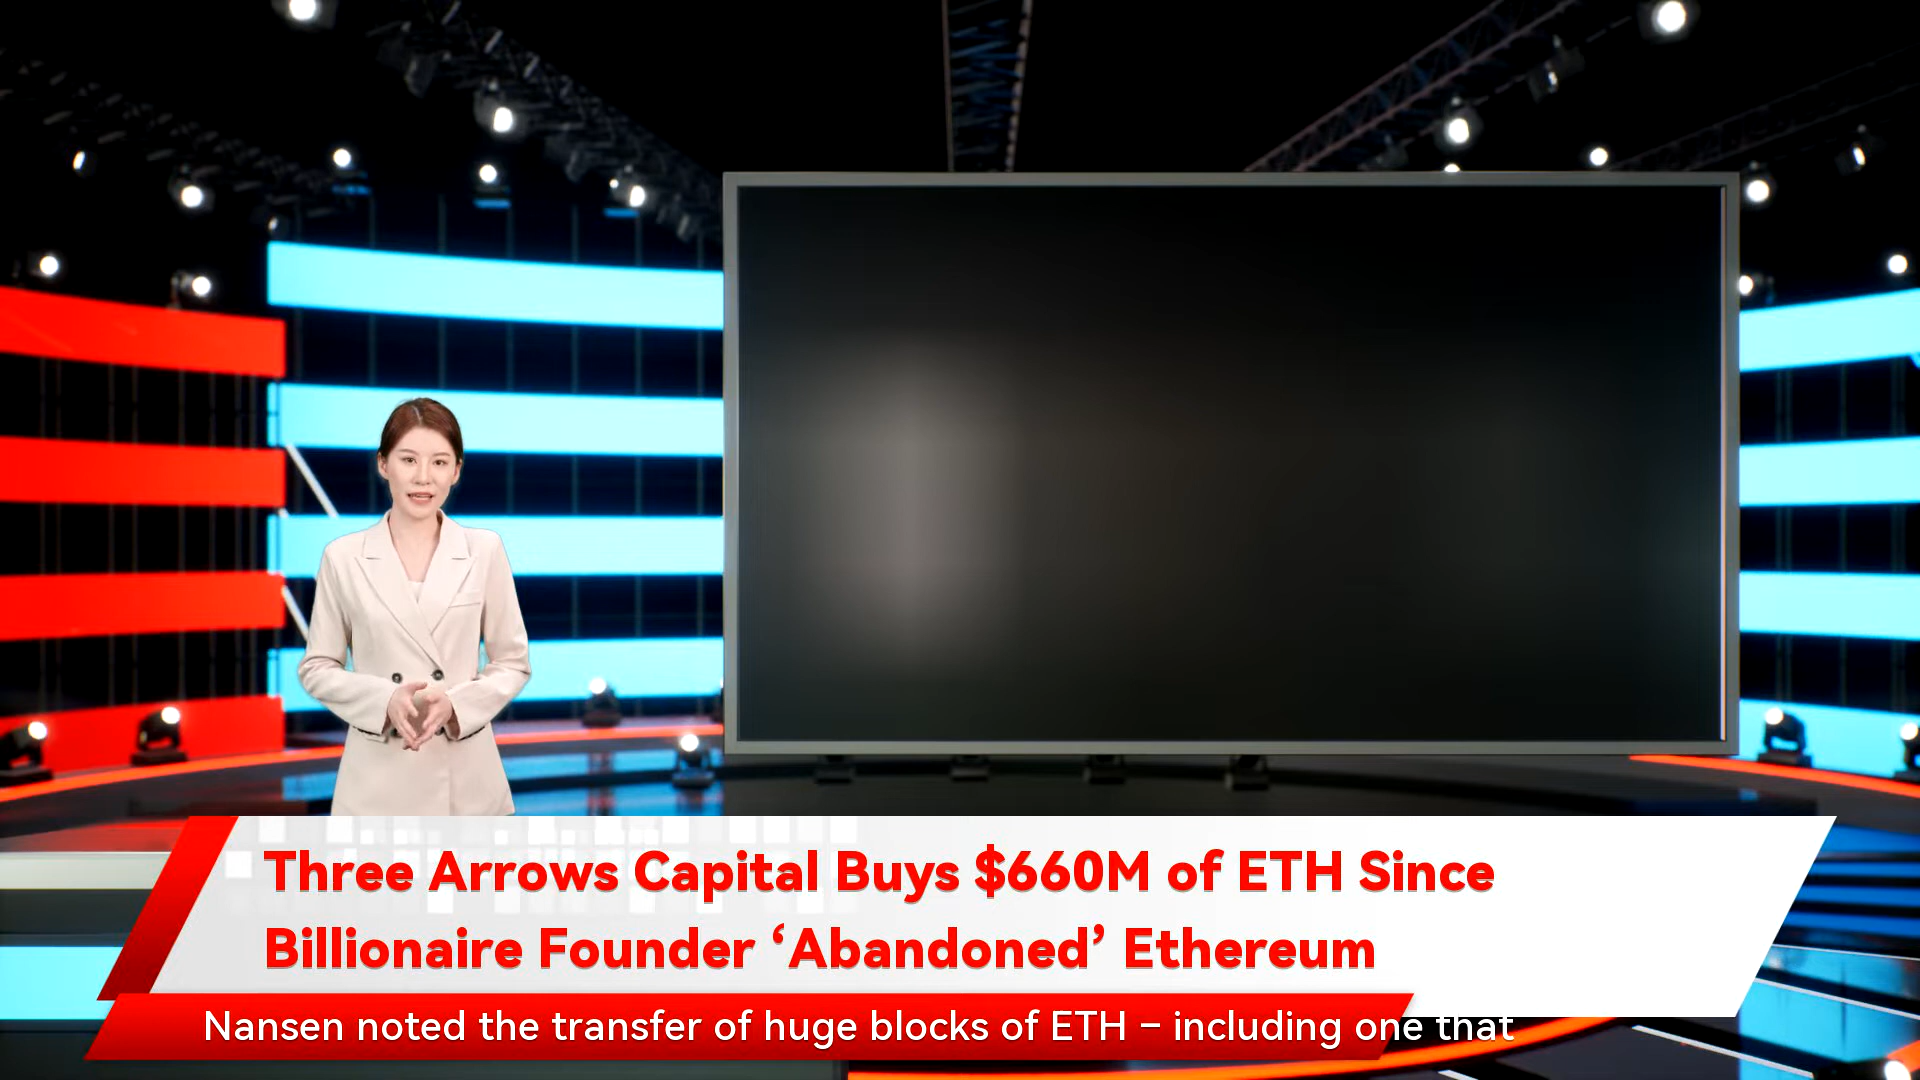 Three Arrows Capital Buys $660M of ETH Since
Billionaire Founder ‘Abandoned’ Ethereum
Nansen noted the transfer of huge blocks of ETH – including one that